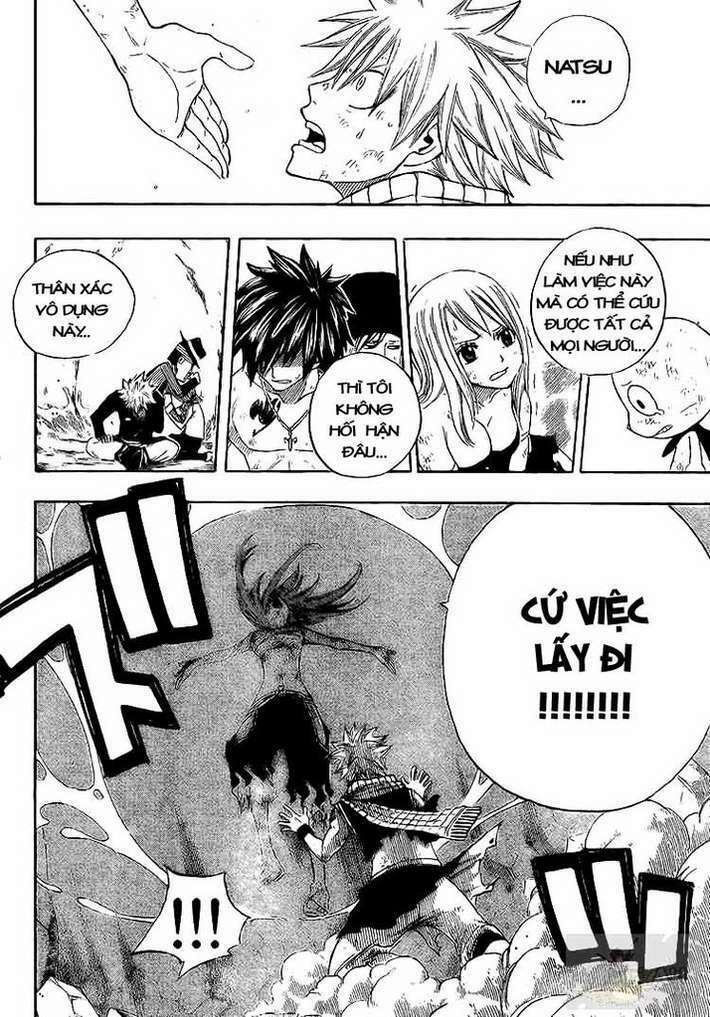 NATSU
...
NẾU NHƯ
LÀM VIỆC NÀY
MÀ CÓ THỂ CỨU
ĐƯỢC TẤT CẢ
MỌI NGƯỜI...
THÌ TÔI
KHÔNG
HỐI HẬN
ĐÂU...
THÂN XÁC
VÔ DỤNG
NÀY...
CỨ VIỆC
LẤY ĐI
!!!!!!!!
!!!